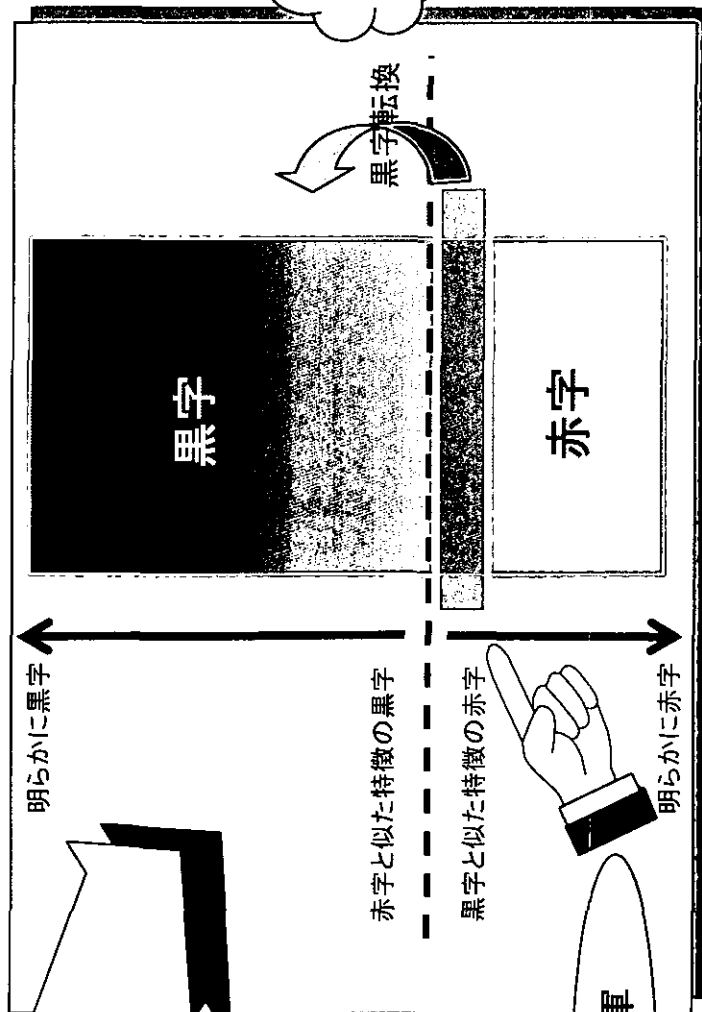 明らかに黒字
赤字と似た特徴の黒字
黒字と似た特徴の赤字
明らかに赤字
黒字
赤字
黒字転換